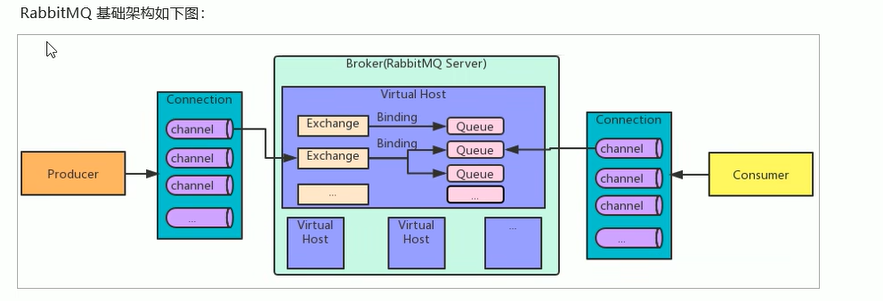 RabbitMQ 基础架构如下图：
Broker(RabbitMQ Server)
Virtual Host
Connection
channel
channel
channel
...
Producer
Exchange
Binding
Queue
Exchange
Binding
Queue
Queue
...
...
Virtual
Host
Virtual
Host
...
Connection
channel
channel
channel
...
Consumer